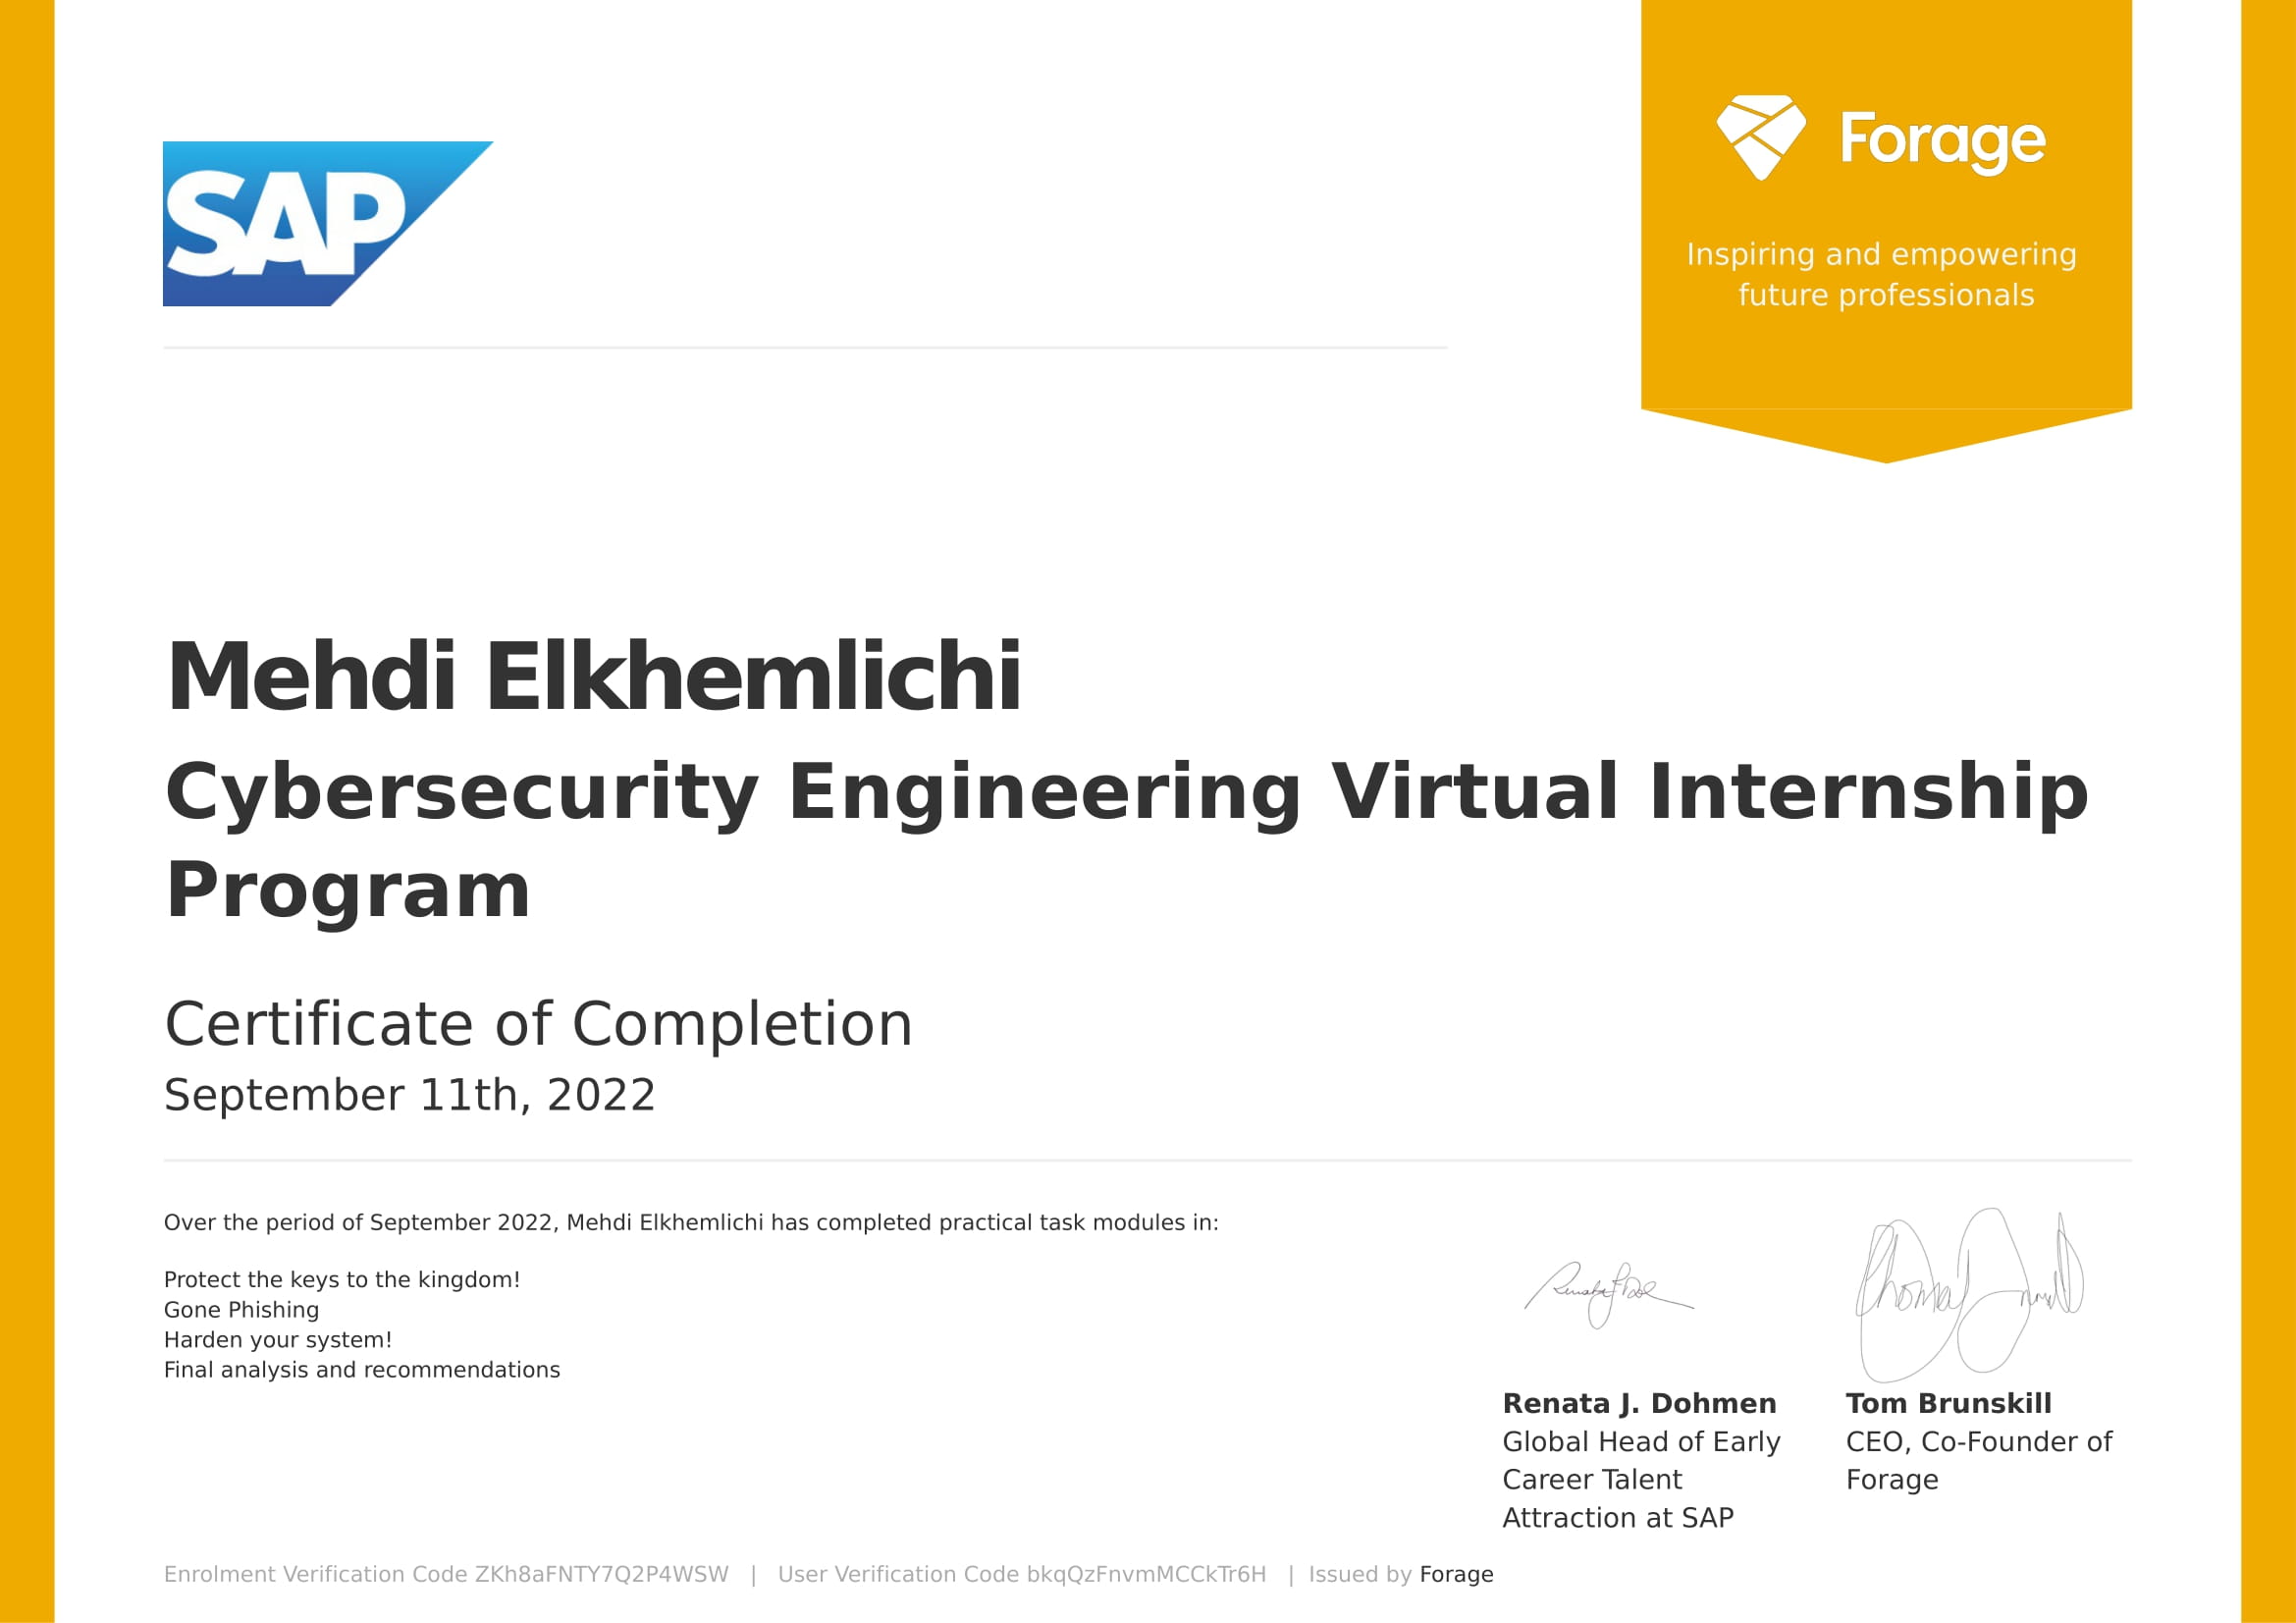 SAP
Forage
Inspiring and empowering
future professionals
Mehdi Elkhemlichi
Cybersecurity Engineering Virtual Internship
Program
Certificate of Completion
September 11th, 2022
Over the period of September 2022, Mehdi Elkhemlichi has completed practical task modules in:
Protect the keys to the kingdom!
Gone Phishing
Harden your system!
Final analysis and recommendations
Renata J. Dohmen
Global Head of Early
Career Talent
Attraction at SAP
Tom Brunskill
CEO, Co-Founder of
Forage
Enrolment Verification Code ZKh8aFNTY7Q2P4WSW | User Verification Code bkqQzFnvmMCCkTr6H | Issued by Forage